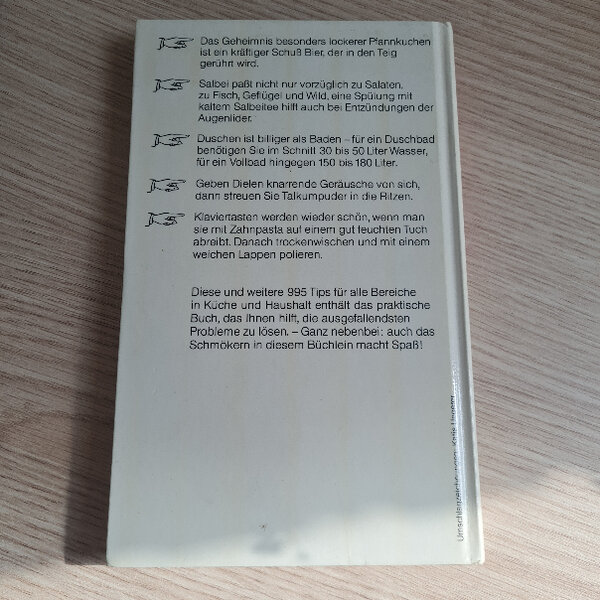 Das Geheimnis besonders lockerer Pfannkuchen
ist ein kräftiger Schuß Bier, der in den Teig
gerührt wird.
Salbei paßt nicht nur vorzüglich zu Salaten,
zu Fisch, Geflügel und Wild, eine Spülung mit
kaltem Salbeitee hilft auch bei Entzündungen der
Augenlider.
Duschen ist billiger als Baden – für ein Duschbad
benötigen Sie im Schnitt 30 bis 50 Liter Wasser,
für ein Vollbad hingegen 150 bis 180 Liter.
Geben Dielen knarrende Geräusche von sich,
dann streuen Sie Talkumpuder in die Ritzen.
Klaviertasten werden wieder schön, wenn man
sie mit Zahnpasta auf einem gut feuchten Tuch
abreibt. Danach trockenwischen und mit einem
weichen Lappen polieren.
Diese und weitere 995 Tips für alle Bereiche
in Küche und Haushalt enthält das praktische
Buch, das Ihnen hilft, die ausgefallendsten
Probleme zu lösen. – Ganz nebenbei: auch das
Schmökern in diesem Büchlein macht Spaß!